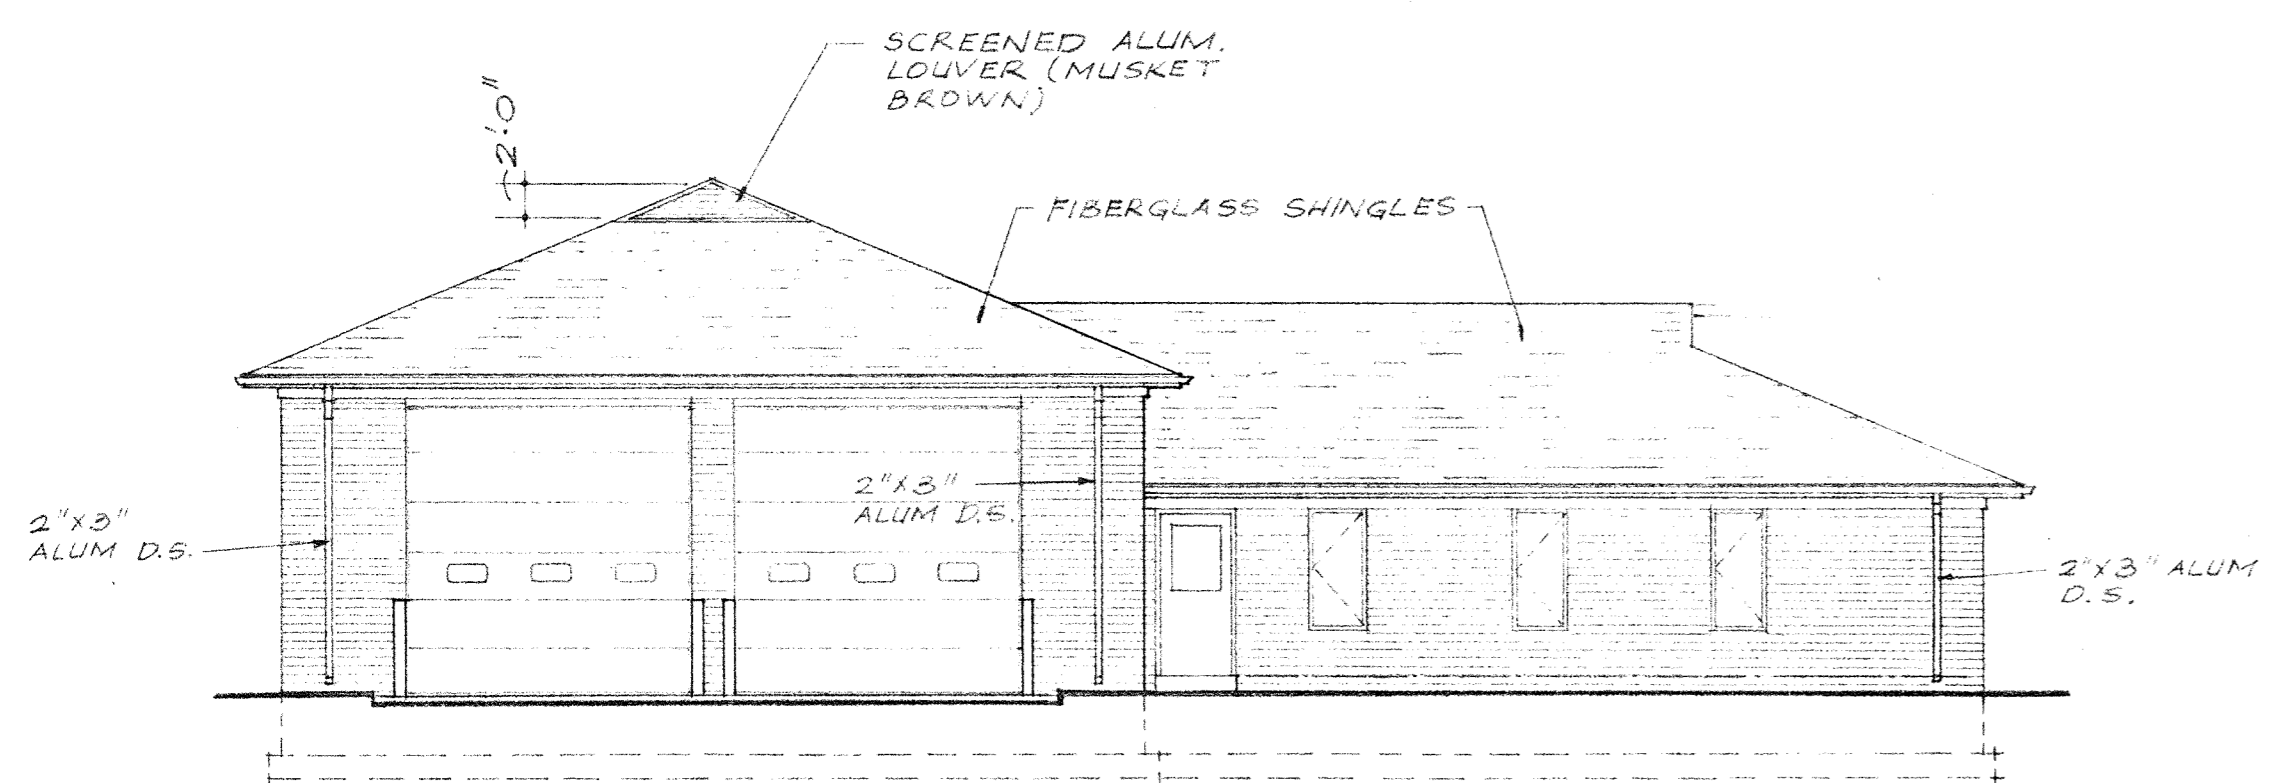 SCREENED ALUM.
LOUVER (MUSKET
BROWN)
~2'.0"
FIBERGLASS SHINGLES
2"X3"
ALUM D.S.
2"X3"
ALUM D.S.
2"X3" ALUM
D.S.